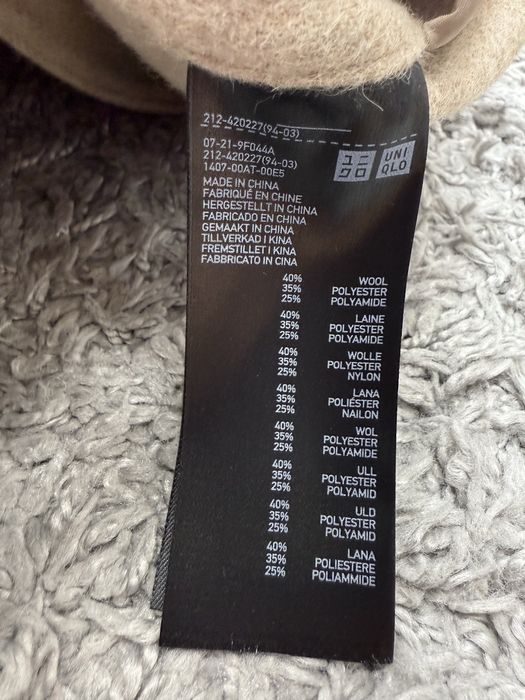 212-420227(94-03)
07-21-9F044A
212-420227(94-03)
1407-00AT-00E5
ユニ
クロ
UNI
QLO
MADE IN CHINA
FABRIQUÉ EN CHINE
HERGESTELLT IN CHINA
FABRICADO EN CHINA
GEMAAKT IN CHINA
TILLVERKAD I KINA
FREMSTILLET I KINA
FABBRICATO IN CINA
40% WOOL
35% POLYESTER
25% POLYAMIDE
40% LAINE
35% POLYESTER
25% POLYAMIDE
40% WOLLE
35% POLYESTER
25% NYLON
40% LANA
35% POLIÉSTER
25% NAILON
40% WOL
35% POLYESTER
25% POLYAMIDE
40% ULL
35% POLYESTER
25% POLYAMID
40% ULD
35% POLYESTER
25% POLYAMID
40% LANA
35% POLIESTERE
25% POLIAMMIDE